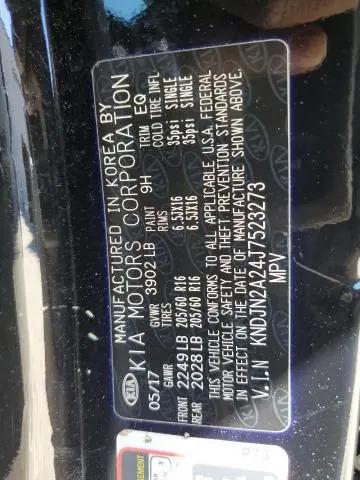 MANUFACTURED IN KOREA BY
KIA KIA MOTORS CORPORATION
05/17 GVWR 3902LB PAINT 9H TRIM EQ
GAWR TIRES RIMS COLD TIRE INFL
FRONT 2249LB 205/60 R16 6.5JX16 35psi SINGLE
REAR 2028LB 205/60 R16 6.5JX16 35psi SINGLE
THIS VEHICLE CONFORMS TO ALL APPLICABLE U.S.A. FEDERAL
MOTOR VEHICLE SAFETY AND THEFT PREVENTION STANDARDS
IN EFFECT ON THE DATE OF MANUFACTURE SHOWN ABOVE.
V.I.N KNDJN2A24J7523273
MPV
P73